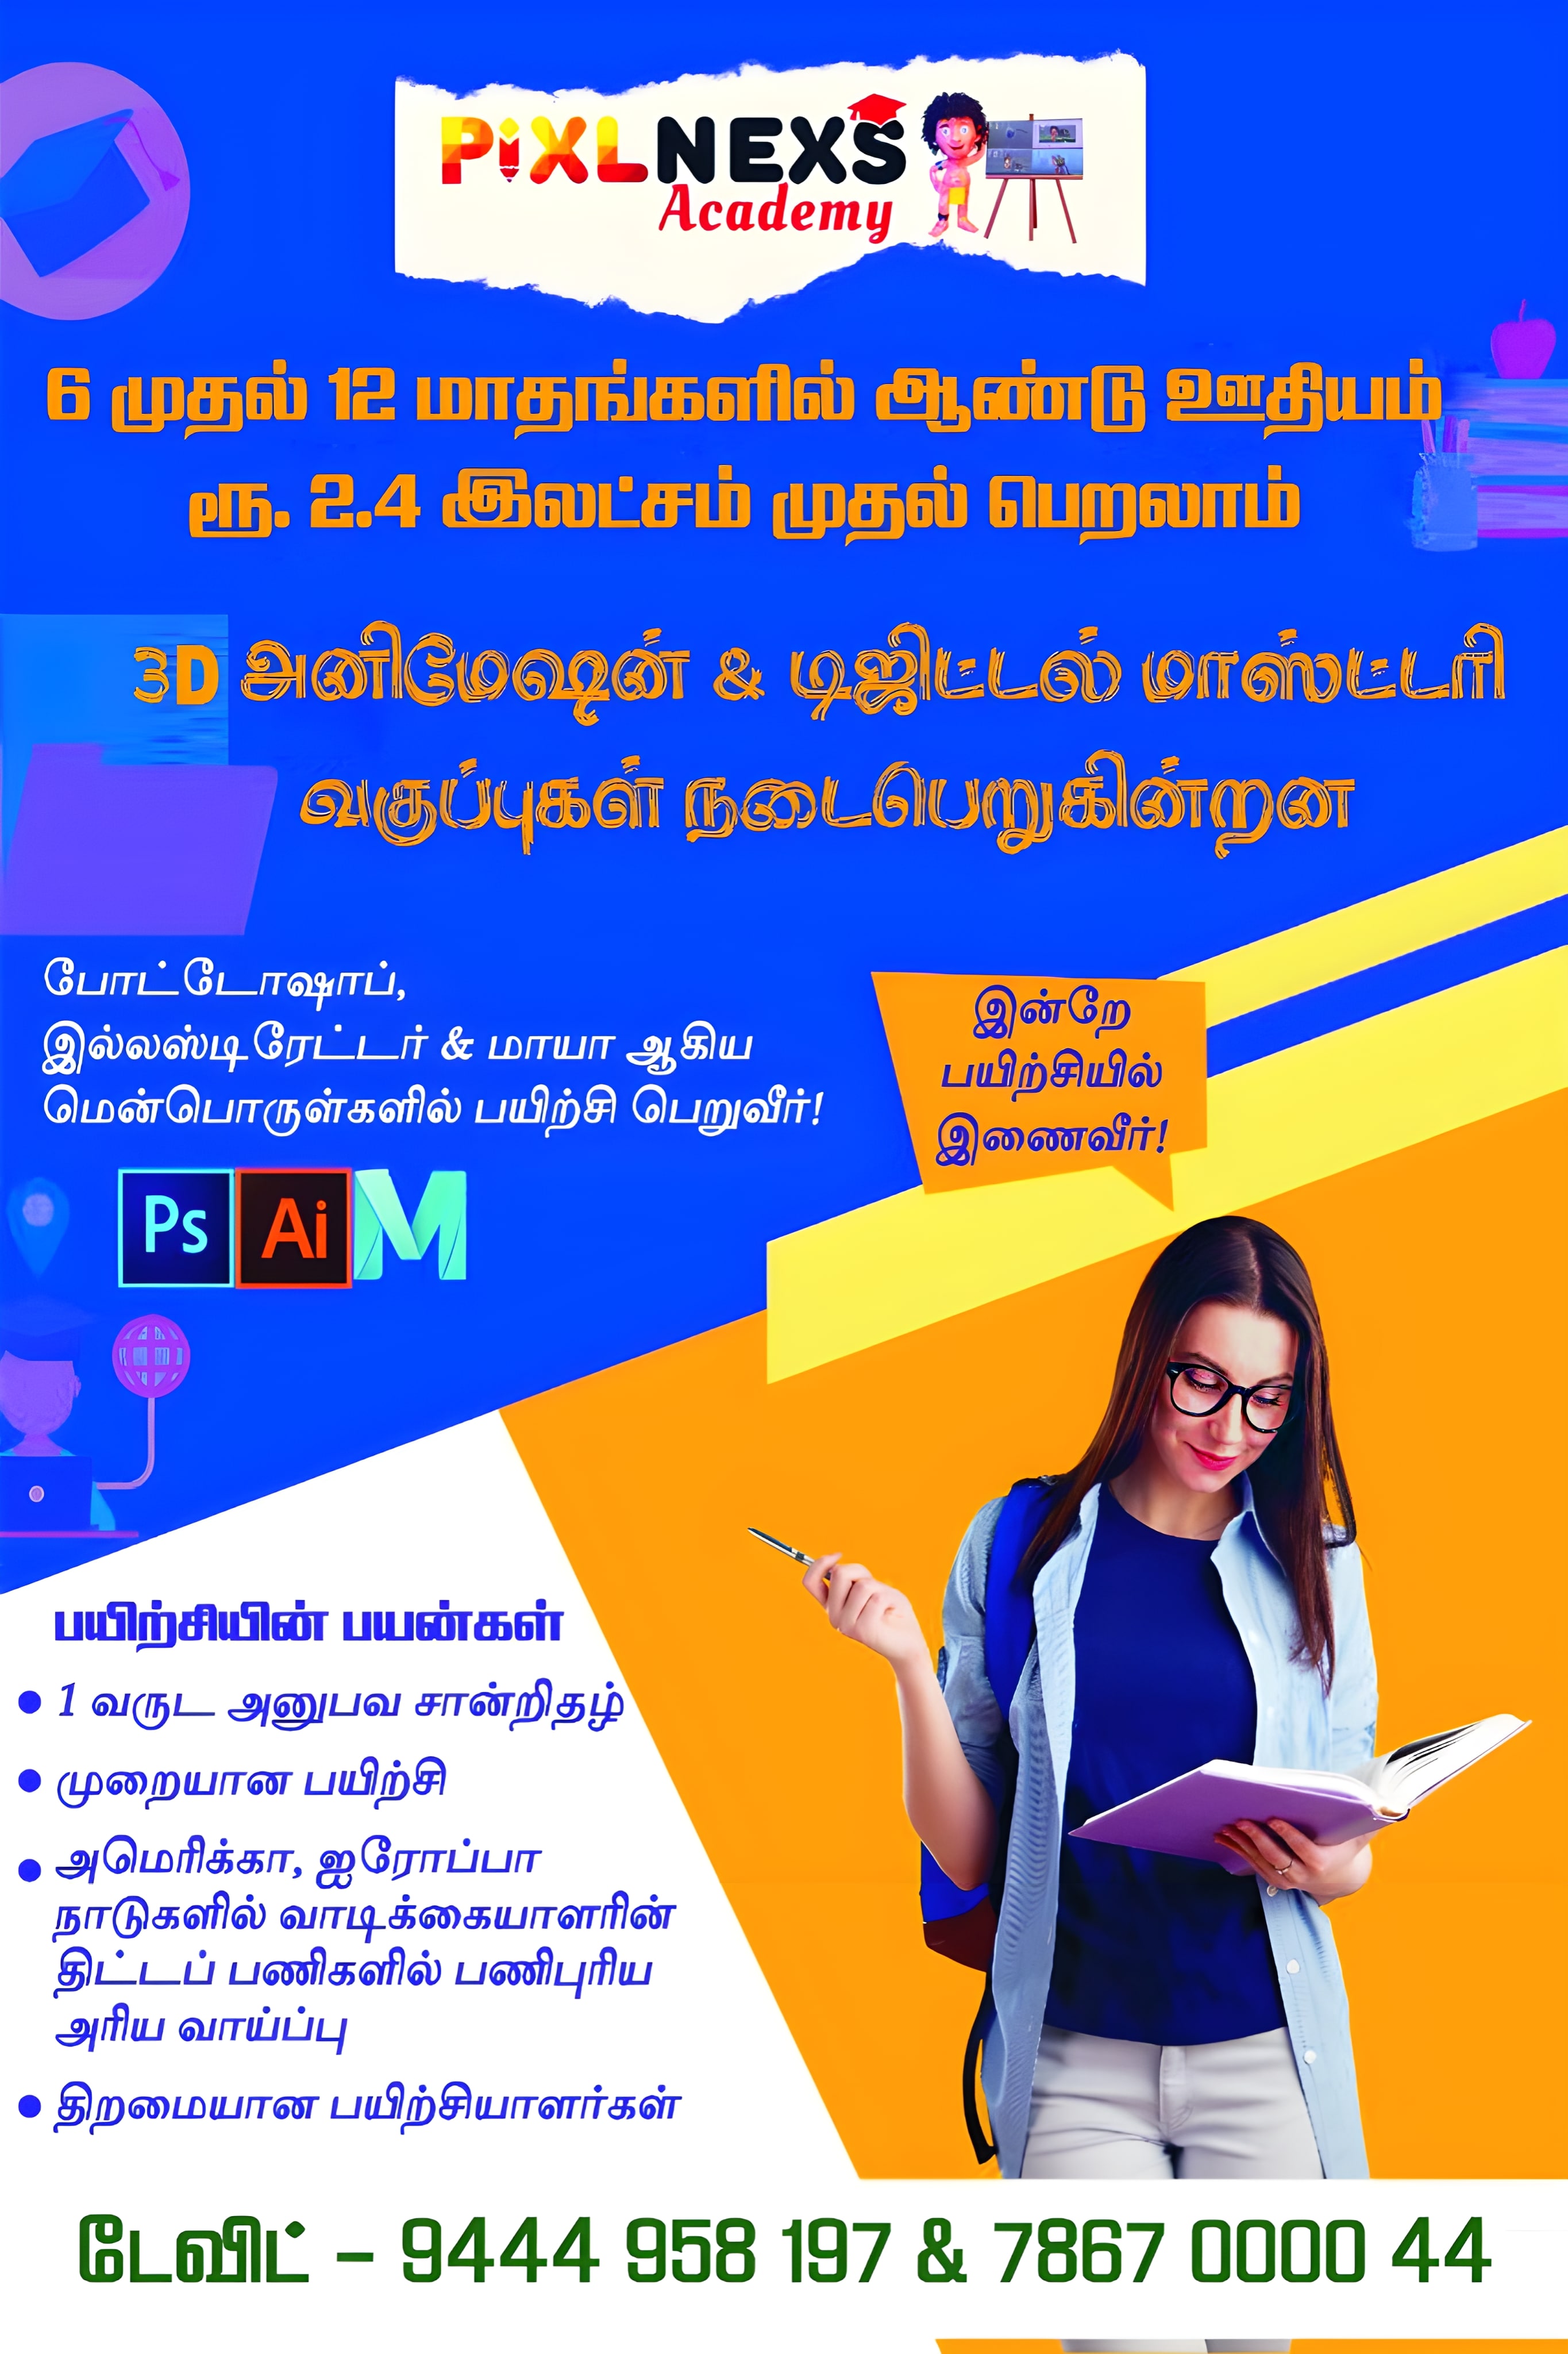 PiXLNEXS
Academy
6 முதல் 12 மாதங்களில் ஆண்டு ஊதியம்
ரூ. 2.4 இலட்சம் முதல் பெறலாம்
3D அனிமேஷன் & டிஜிட்டல் மாஸ்ட்டரி
வகுப்புகள் நடைபெறுகின்றன
போட்டோஷாப்,
இல்லஸ்டிரேட்டர் & மாயா ஆகிய
மென்பொருள்களில் பயிற்சி பெறுவீர்!
இன்றே
பயிற்சியில்
இணைவீர்!
Ps Ai M
பயிற்சியின் பயன்கள்
• 1 வருட அனுபவ சான்றிதழ்
• முறையான பயிற்சி
• அமெரிக்கா, ஐரோப்பா
நாடுகளில் வாடிக்கையாளரின்
திட்டப் பணிகளில் பணிபுரிய
அரிய வாய்ப்பு
• திறமையான பயிற்சியாளர்கள்
டேவிட் – 9444 958 197 & 7867 0000 44